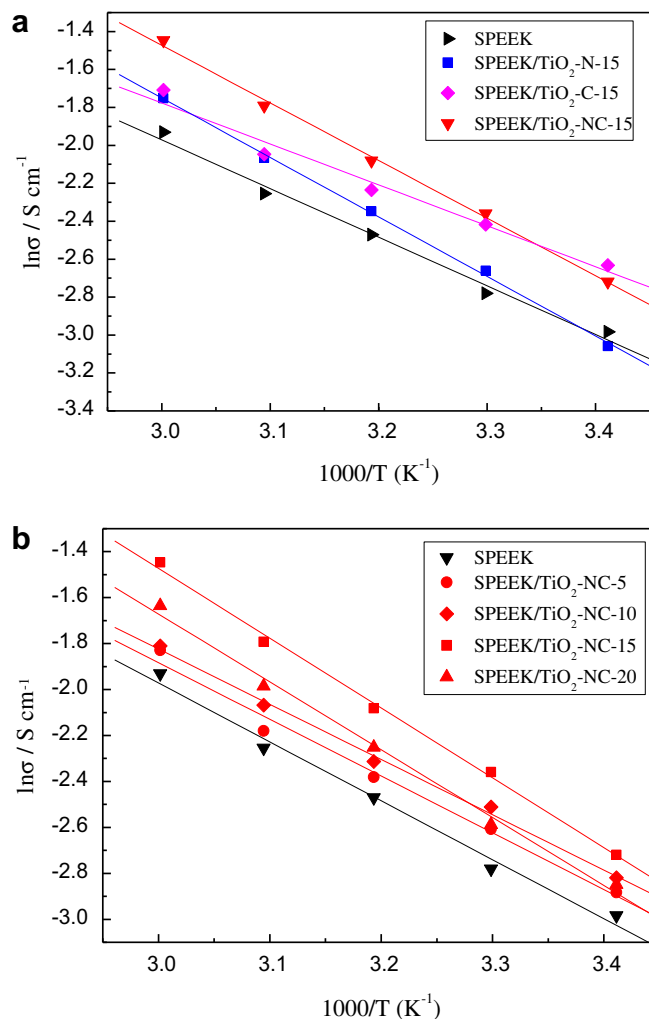 a
-1.4
-1.6
-1.8
-2.0
-2.2
-2.4
-2.6
-2.8
-3.0
-3.2
-3.4
lnσ / S cm⁻¹
SPEEK
SPEEK/TiO₂-N-15
SPEEK/TiO₂-C-15
SPEEK/TiO₂-NC-15
3.0 3.1 3.2 3.3 3.4
1000/T (K⁻¹)
b
-1.4
-1.6
-1.8
-2.0
-2.2
-2.4
-2.6
-2.8
-3.0
lnσ / S cm⁻¹
SPEEK
SPEEK/TiO₂-NC-5
SPEEK/TiO₂-NC-10
SPEEK/TiO₂-NC-15
SPEEK/TiO₂-NC-20
3.0 3.1 3.2 3.3 3.4
1000/T (K⁻¹)